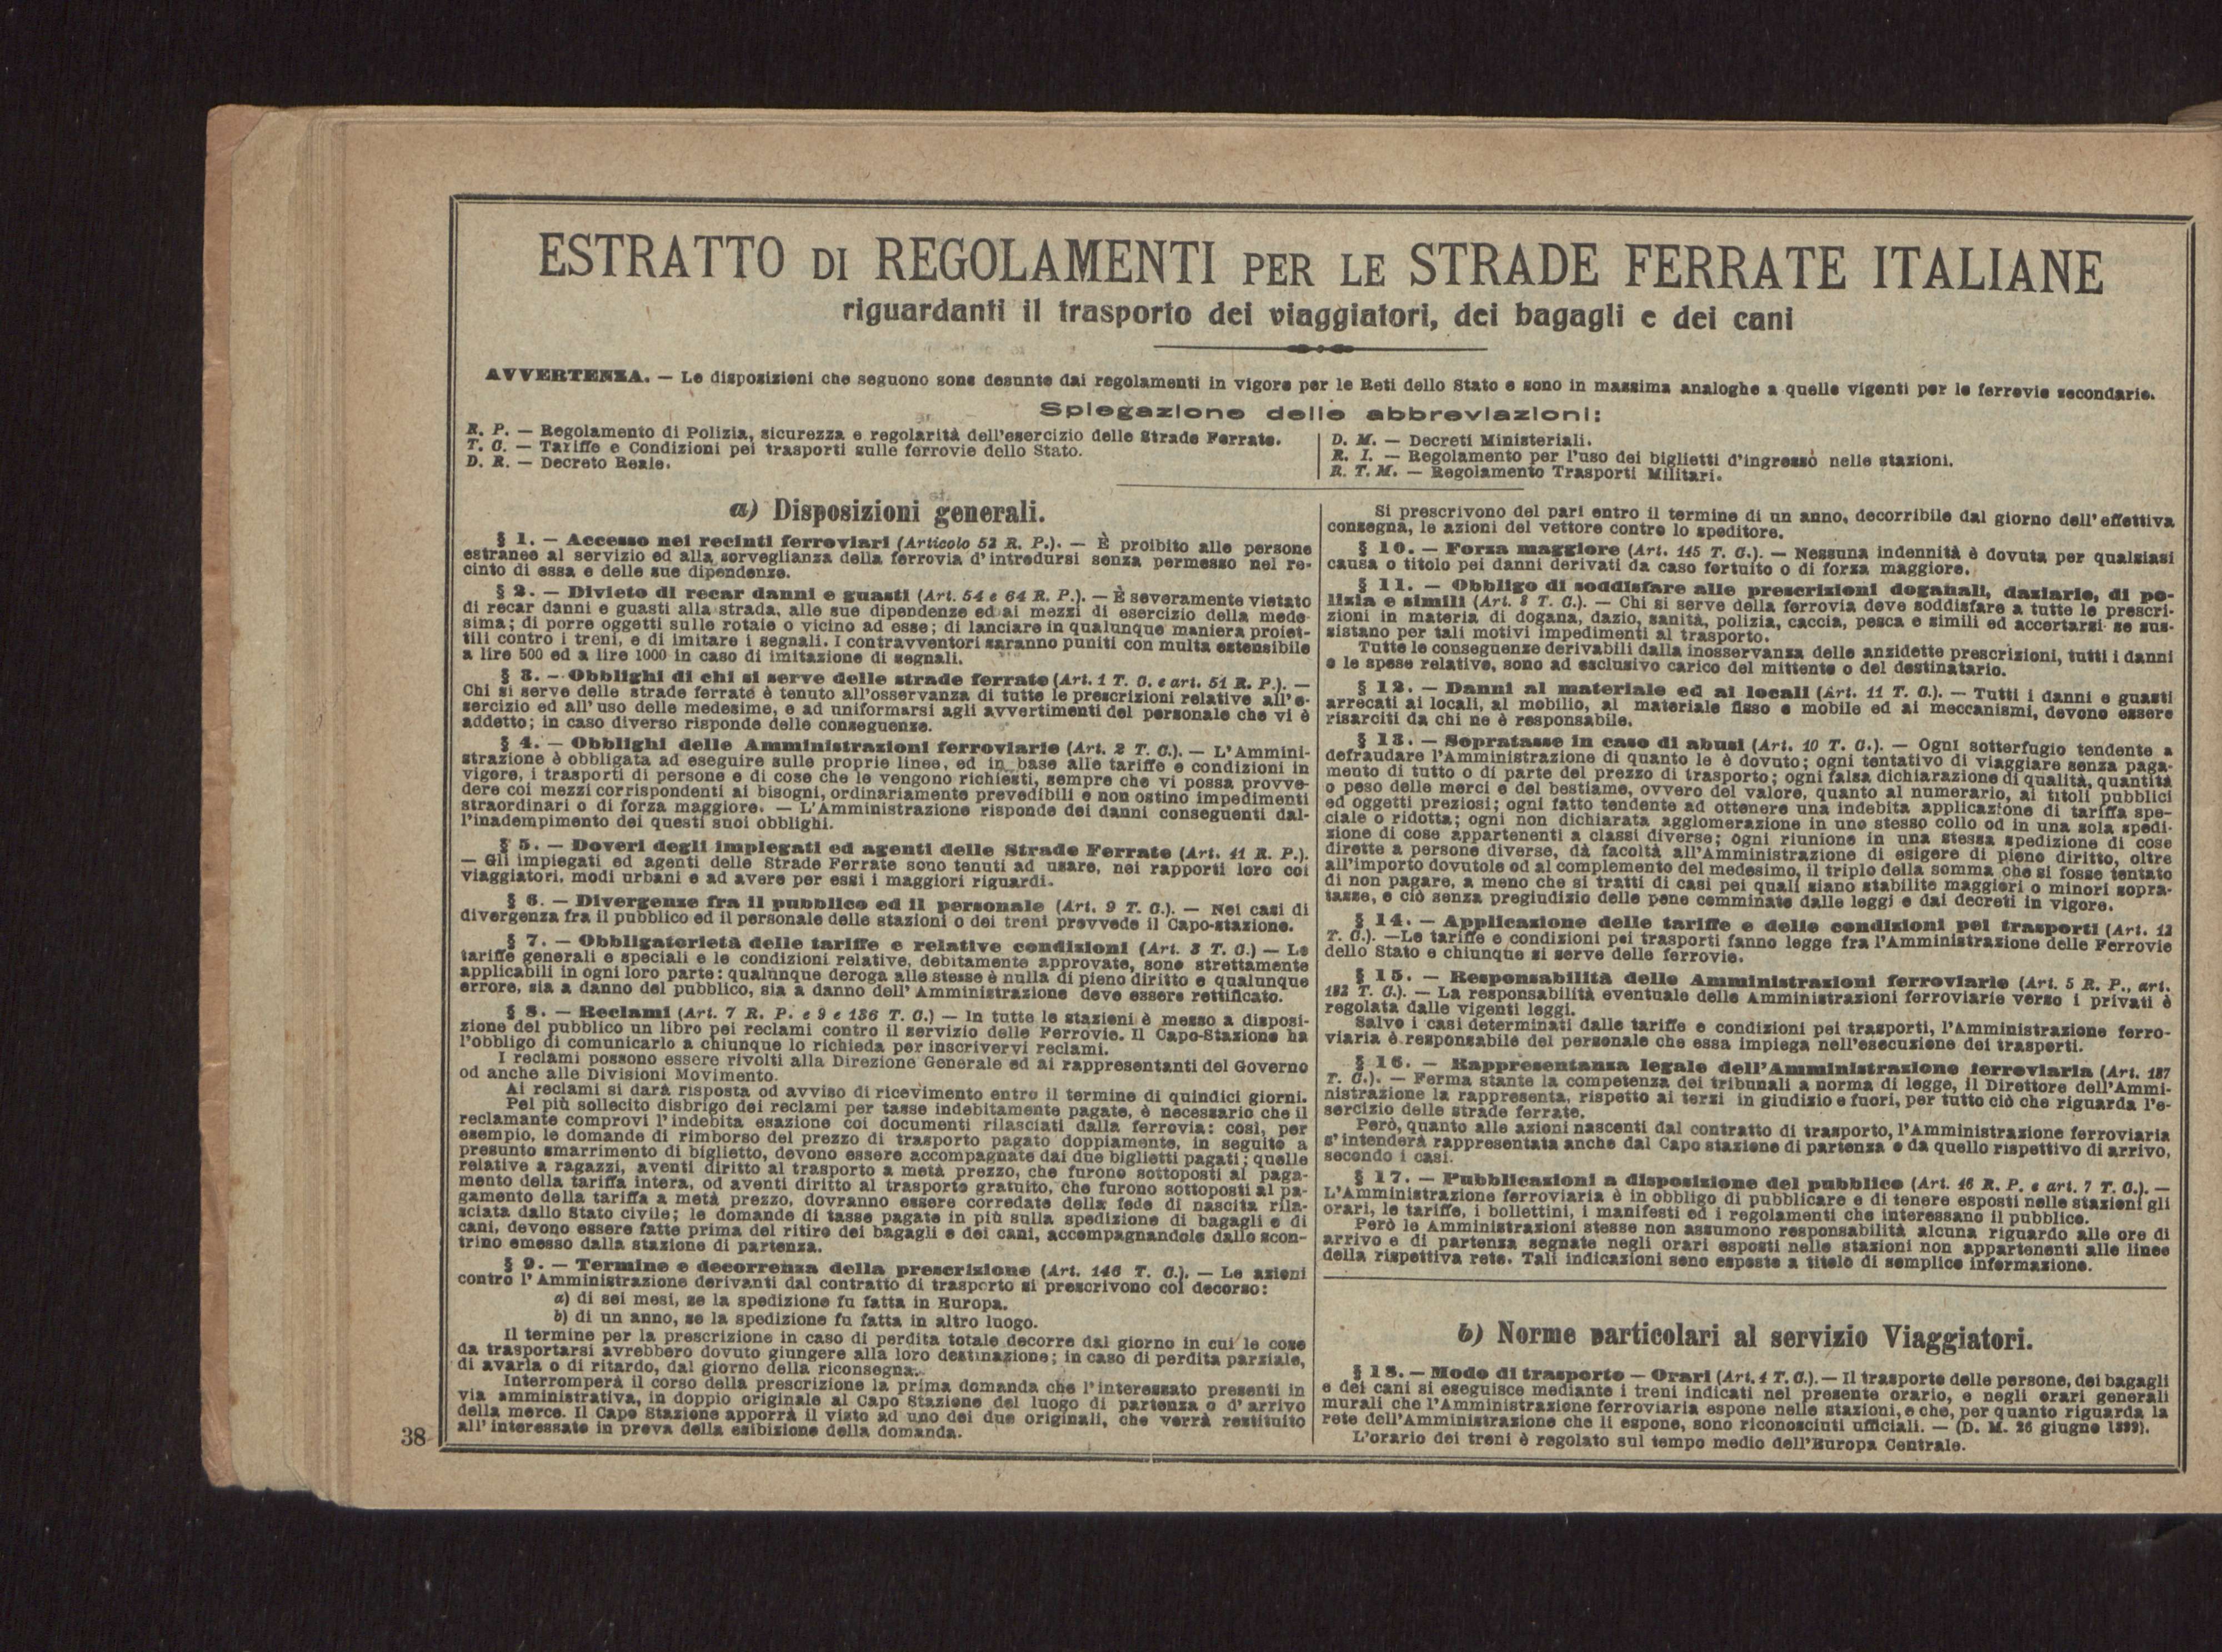 ESTRATTO DI REGOLAMENTI PER LE STRADE FERRATE ITALIANE
riguardanti il trasporto dei viaggiatori, dei bagagli e dei cani
AVVERTENZA. — Le disposizioni che seguono sono desunte dai regolamenti in vigore per le Reti dello Stato e sono in massima analoghe a quelle vigenti per le ferrovie secondarie.
Spiegazione delle abbreviazioni:
R. P. — Regolamento di Polizia, sicurezza e regolarità dell'esercizio delle Strade Ferrate.
T. C. — Tariffe e Condizioni pei trasporti sulle ferrovie dello Stato.
D. R. — Decreto Reale.
D. M. — Decreti Ministeriali.
R. I. — Regolamento per l'uso dei biglietti d'ingresso nelle stazioni.
R. T. M. — Regolamento Trasporti Militari.
a) Disposizioni generali.
§ 1. — Accesso nei recinti ferroviari (Articolo 52 R. P.). — È proibito alle persone
estranee al servizio ed alla sorveglianza della ferrovia d'intredursi senza permesso nel re-
cinto di essa e delle sue dipendenze.
§ 2. — Divieto di recar danni e guasti (Art. 54 e 64 R. P.). — È severamente vietato
di recar danni e guasti alla strada, alle sue dipendenze ed ai mezzi di esercizio della mede
sima; di porre oggetti sulle rotaie o vicino ad esse; di lanciare in qualunque maniera proiet-
tili contro i treni, e di imitare i segnali. I contravventori saranno puniti con multa estensibile
a lire 500 ed a lire 1000 in caso di imitazione di segnali.
§ 3. — Obblighi di chi si serve delle strade ferrate (Art. 1 T. C. e art. 51 R. P.). —
Chi si serve delle strade ferrate è tenuto all'osservanza di tutte le prescrizioni relative all'e-
sercizio ed all'uso delle medesime, e ad uniformarsi agli avvertimenti del personale che vi è
addetto; in caso diverso risponde delle conseguenze.
§ 4. — Obblighi delle Amministrazioni ferroviarie (Art. 2 T. C.). — L'Ammini-
strazione è obbligata ad eseguire sulle proprie linee, ed in base alle tariffe e condizioni in
vigore, i trasporti di persone e di cose che le vengono richiesti, sempre che vi possa provve-
dere coi mezzi corrispondenti ai bisogni, ordinariamente prevedibili e non ostino impedimenti
straordinari o di forza maggiore. — L'Amministrazione risponde dei danni conseguenti dal-
l'inadempimento dei questi suoi obblighi.
§ 5. — Doveri degli impiegati ed agenti delle Strade Ferrate (Art. 11 R. P.).
— Gli impiegati ed agenti delle Strade Ferrate sono tenuti ad usare, nei rapporti loro coi
viaggiatori, modi urbani e ad avere per essi i maggiori riguardi.
§ 6. — Divergenze fra il pubblico ed il personale (Art. 9 T. C.). — Nei casi di
divergenza fra il pubblico ed il personale delle stazioni o dei treni provvede il Capo-stazione.
§ 7. — Obbligatorietà delle tariffe e relative condizioni (Art. 3 T. C.) — Le
tariffe generali e speciali e le condizioni relative, debitamente approvate, sono strettamente
applicabili in ogni loro parte: qualunque deroga alle stesse è nulla di pieno diritto e qualunque
errore, sia a danno del pubblico, sia a danno dell'Amministrazione deve essere rettificato.
§ 8. — Reclami (Art. 7 R. P. e 9 e 136 T. C.) — In tutte le stazioni è messo a disposi-
zione del pubblico un libro pei reclami contro il servizio delle Ferrovie. Il Capo-Stazione ha
l'obbligo di comunicarlo a chiunque lo richieda per inscrivervi reclami.
I reclami possono essere rivolti alla Direzione Generale ed ai rappresentanti del Governo
od anche alle Divisioni Movimento.
Ai reclami si darà risposta od avviso di ricevimento entro il termine di quindici giorni.
Pel più sollecito disbrigo dei reclami per tasse indebitamente pagate, è necessario che il
reclamante comprovi l'indebita esazione coi documenti rilasciati dalla ferrovia: così, per
esempio, le domande di rimborso del prezzo di trasporto pagato doppiamente, in seguito a
presunto smarrimento di biglietto, devono essere accompagnate dai due biglietti pagati; quelle
relative a ragazzi, aventi diritto al trasporto a metà prezzo, che furono sottoposti al paga-
mento della tariffa intera, od aventi diritto al trasporto gratuito, che furono sottoposti al pa-
gamento della tariffa a metà prezzo, dovranno essere corredate della fede di nascita rila-
sciata dallo Stato civile; le domande di tasse pagate in più sulla spedizione di bagagli e di
cani, devono essere fatte prima del ritiro dei bagagli e dei cani, accompagnandole dallo scon-
trino emesso dalla stazione di partenza.
§ 9. — Termine e decorrenza della prescrizione (Art. 146 T. C.). — Le azioni
contro l'Amministrazione derivanti dal contratto di trasporto si prescrivono col decorso:
a) di sei mesi, se la spedizione fu fatta in Europa.
b) di un anno, se la spedizione fu fatta in altro luogo.
Il termine per la prescrizione in caso di perdita totale decorre dal giorno in cui le cose
da trasportarsi avrebbero dovuto giungere alla loro destinazione; in caso di perdita parziale,
di avaria o di ritardo, dal giorno della riconsegna.
Interromperà il corso della prescrizione la prima domanda che l'interessato presenti in
via amministrativa, in doppio originale al Capo Stazione del luogo di partenza o d'arrivo
della merce. Il Capo Stazione apporrà il visto ad uno dei due originali, che verrà restituito
all'interessato in prova della esibizione della domanda.
Si prescrivono del pari entro il termine di un anno, decorribile dal giorno dell'effettiva
consegna, le azioni del vettore contro lo speditore.
§ 10. — Forza maggiore (Art. 145 T. C.). — Nessuna indennità è dovuta per qualsiasi
causa o titolo pei danni derivati da caso fortuito o di forza maggiore.
§ 11. — Obbligo di soddisfare alle prescrizioni doganali, daziarie, di po-
lizia e simili (Art. 8 T. C.). — Chi si serve della ferrovia deve soddisfare a tutte le prescri-
zioni in materia di dogana, dazio, sanità, polizia, caccia, pesca e simili ed accertarsi se sus-
sistano per tali motivi impedimenti al trasporto.
Tutte le conseguenze derivabili dalla inosservanza delle anzidette prescrizioni, tutti i danni
e le spese relative, sono ad esclusivo carico del mittente o del destinatario.
§ 12. — Danni al materiale ed ai locali (Art. 11 T. C.). — Tutti i danni e guasti
arrecati ai locali, al mobilio, al materiale fisso e mobile ed ai meccanismi, devono essere
risarciti da chi ne è responsabile.
§ 13. — Sopratasse in caso di abusi (Art. 10 T. C.). — Ogni sotterfugio tendente a
defraudare l'Amministrazione di quanto le è dovuto; ogni tentativo di viaggiare senza paga-
mento di tutto o di parte del prezzo di trasporto; ogni falsa dichiarazione di qualità, quantità
o peso delle merci e del bestiame, ovvero del valore, quanto al numerario, ai titoli pubblici
ed oggetti preziosi; ogni fatto tendente ad ottenere una indebita applicazione di tariffa spe-
ciale o ridotta; ogni non dichiarata agglomerazione in uno stesso collo od in una sola spedi-
zione di cose appartenenti a classi diverse; ogni riunione in una stessa spedizione di cose
dirette a persone diverse, dà facoltà all'Amministrazione di esigere di pieno diritto, oltre
all'importo dovutole ed al complemento del medesimo, il triplo della somma che si fosse tentato
di non pagare, a meno che si tratti di casi pei quali siano stabilite maggiori o minori sopra-
tasse, e ciò senza pregiudizio delle pene comminate dalle leggi e dai decreti in vigore.
§ 14. — Applicazione delle tariffe e delle condizioni pei trasporti (Art. 12
T. C.). —Le tariffe e condizioni pei trasporti fanno legge fra l'Amministrazione delle Ferrovie
dello Stato e chiunque si serve delle ferrovie.
§ 15. — Responsabilità delle Amministrazioni ferroviarie (Art. 5 R. P., art.
132 T. C.). — La responsabilità eventuale delle Amministrazioni ferroviarie verso i privati è
regolata dalle vigenti leggi.
Salvo i casi determinati dalle tariffe e condizioni pei trasporti, l'Amministrazione ferro-
viaria è responsabile del personale che essa impiega nell'esecuzione dei trasporti.
§ 16. — Rappresentanza legale dell'Amministrazione ferroviaria (Art. 137
T. C.). — Ferma stante la competenza dei tribunali a norma di legge, il Direttore dell'Ammi-
nistrazione la rappresenta, rispetto ai terzi in giudizio e fuori, per tutto ciò che riguarda l'e-
sercizio delle strade ferrate.
Però, quanto alle azioni nascenti dal contratto di trasporto, l'Amministrazione ferroviaria
s'intenderà rappresentata anche dal Capo stazione di partenza e da quello rispettivo di arrivo,
secondo i casi.
§ 17. — Pubblicazioni a disposizione del pubblico (Art. 16 R. P. e art. 7 T. C.). —
L'Amministrazione ferroviaria è in obbligo di pubblicare e di tenere esposti nelle stazioni gli
orari, le tariffe, i bollettini, i manifesti ed i regolamenti che interessano il pubblico.
Però le Amministrazioni stesse non assumono responsabilità alcuna riguardo alle ore di
arrivo e di partenza segnate negli orari esposti nelle stazioni non appartenenti alle linee
della rispettiva rete. Tali indicazioni sono esposte a titolo di semplice informazione.
b) Norme particolari al servizio Viaggiatori.
§ 18. — Modo di trasporto — Orari (Art. 4 T. C.). — Il trasporto delle persone, dei bagagli
e dei cani si eseguisce mediante i treni indicati nel presente orario, e negli orari generali
murali che l'Amministrazione ferroviaria espone nelle stazioni, e che, per quanto riguarda la
rete dell'Amministrazione che li espone, sono riconosciuti ufficiali. — (D. M. 26 giugno 1899).
L'orario dei treni è regolato sul tempo medio dell'Europa Centrale.
38